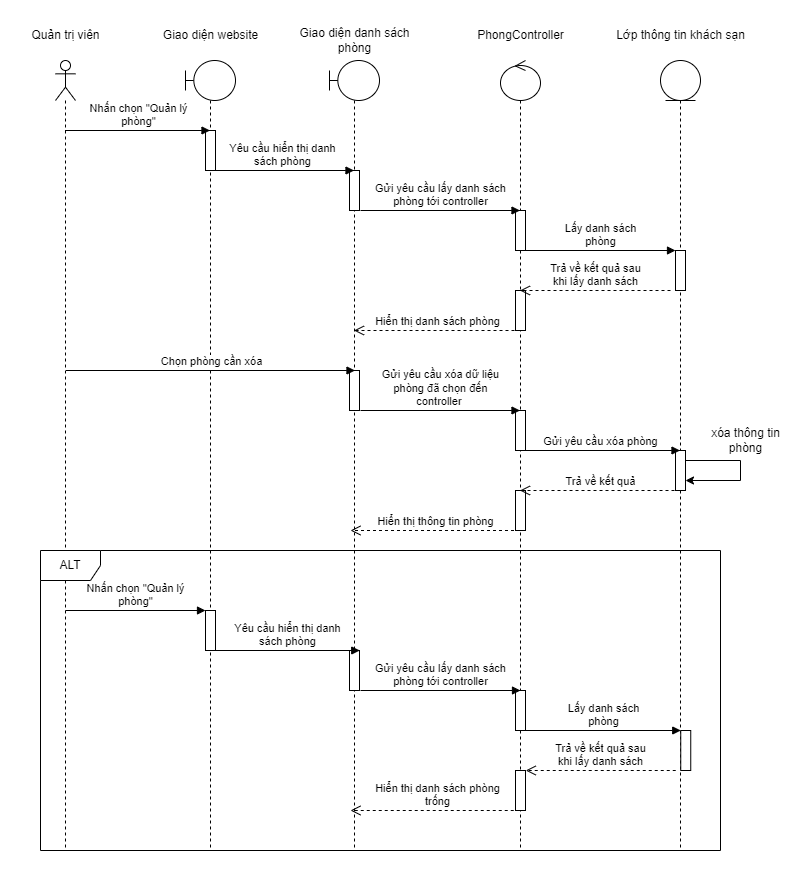 Quản trị viên
Giao diện website
Giao diện danh sách
phòng
PhongController
Lớp thông tin khách sạn
Nhấn chọn "Quản lý
phòng"
Yêu cầu hiển thị danh
sách phòng
Gửi yêu cầu lấy danh sách
phòng tới controller
Lấy danh sách
phòng
Trả về kết quả sau
khi lấy danh sách
Hiển thị danh sách phòng
Chọn phòng cần xóa
Gửi yêu cầu xóa dữ liệu
phòng đã chọn đến
controller
Gửi yêu cầu xóa phòng
xóa thông tin
phòng
Trả về kết quả
Hiển thị thông tin phòng
ALT
Nhấn chọn "Quản lý
phòng"
Yêu cầu hiển thị danh
sách phòng
Gửi yêu cầu lấy danh sách
phòng tới controller
Lấy danh sách
phòng
Trả về kết quả sau
khi lấy danh sách
Hiển thị danh sách phòng
trống